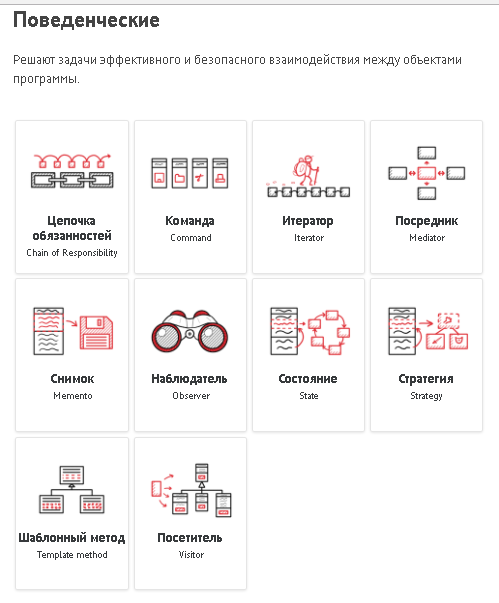 Поведенческие
Решают задачи эффективного и безопасного взаимодействия между объектами
программы.
Цепочка
обязанностей
Chain of Responsibility
Команда
Command
Итератор
Iterator
Посредник
Mediator
Снимок
Memento
Наблюдатель
Observer
Состояние
State
Стратегия
Strategy
Шаблонный метод
Template method
Посетитель
Visitor